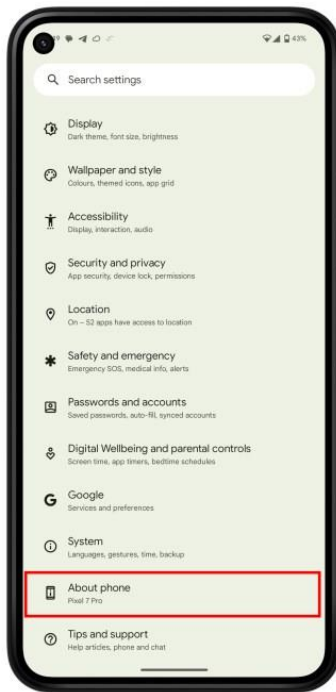 43%
Search settings
Display
Dark theme, font size, brightness
Wallpaper and style
Colours, themed icons, app grid
Accessibility
Display, interaction, audio
Security and privacy
App security, device lock, permissions
Location
On – 52 apps have access to location
Safety and emergency
Emergency SOS, medical info, alerts
Passwords and accounts
Saved passwords, auto-fill, synced accounts
Digital Wellbeing and parental controls
Screen time, app timers, bedtime schedules
Google
Services and preferences
System
Languages, gestures, time, backup
About phone
Pixel 7 Pro
Tips and support
Help articles, phone and chat